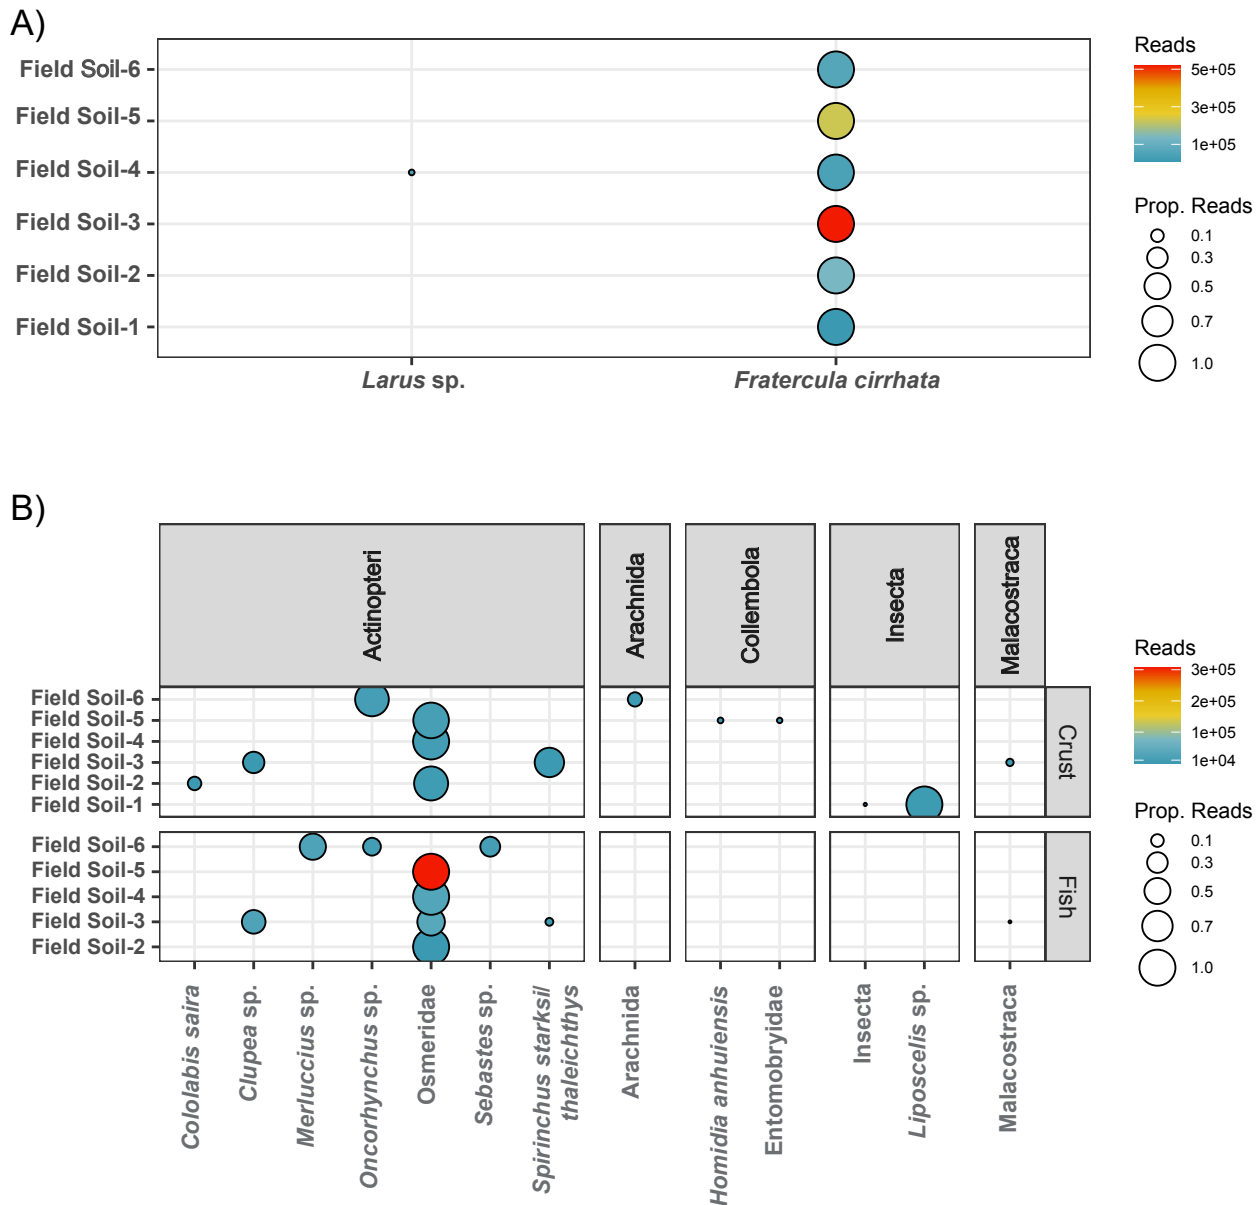 A)
Field Soil-6
Field Soil-5
Field Soil-4
Field Soil-3
Field Soil-2
Field Soil-1
Larus sp.
Fratercula cirrhata
Reads
5e+05
3e+05
1e+05
Prop. Reads
0.1
0.3
0.5
0.7
1.0
B)
Actinopteri
Arachnida
Collembola
Insecta
Malacostraca
Field Soil-6
Field Soil-5
Field Soil-4
Field Soil-3
Field Soil-2
Field Soil-1
Crust
Field Soil-6
Field Soil-5
Field Soil-4
Field Soil-3
Field Soil-2
Fish
Cololabis saira
Clupea sp.
Merluccius sp.
Oncorhynchus sp.
Osmeridae
Sebastes sp.
Spirinchus starksi/
thaleichthys
Arachnida
Homidia anhuiensis
Entomobryidae
Insecta
Liposcelis sp.
Malacostraca
Reads
3e+05
2e+05
1e+05
1e+04
Prop. Reads
0.1
0.3
0.5
0.7
1.0